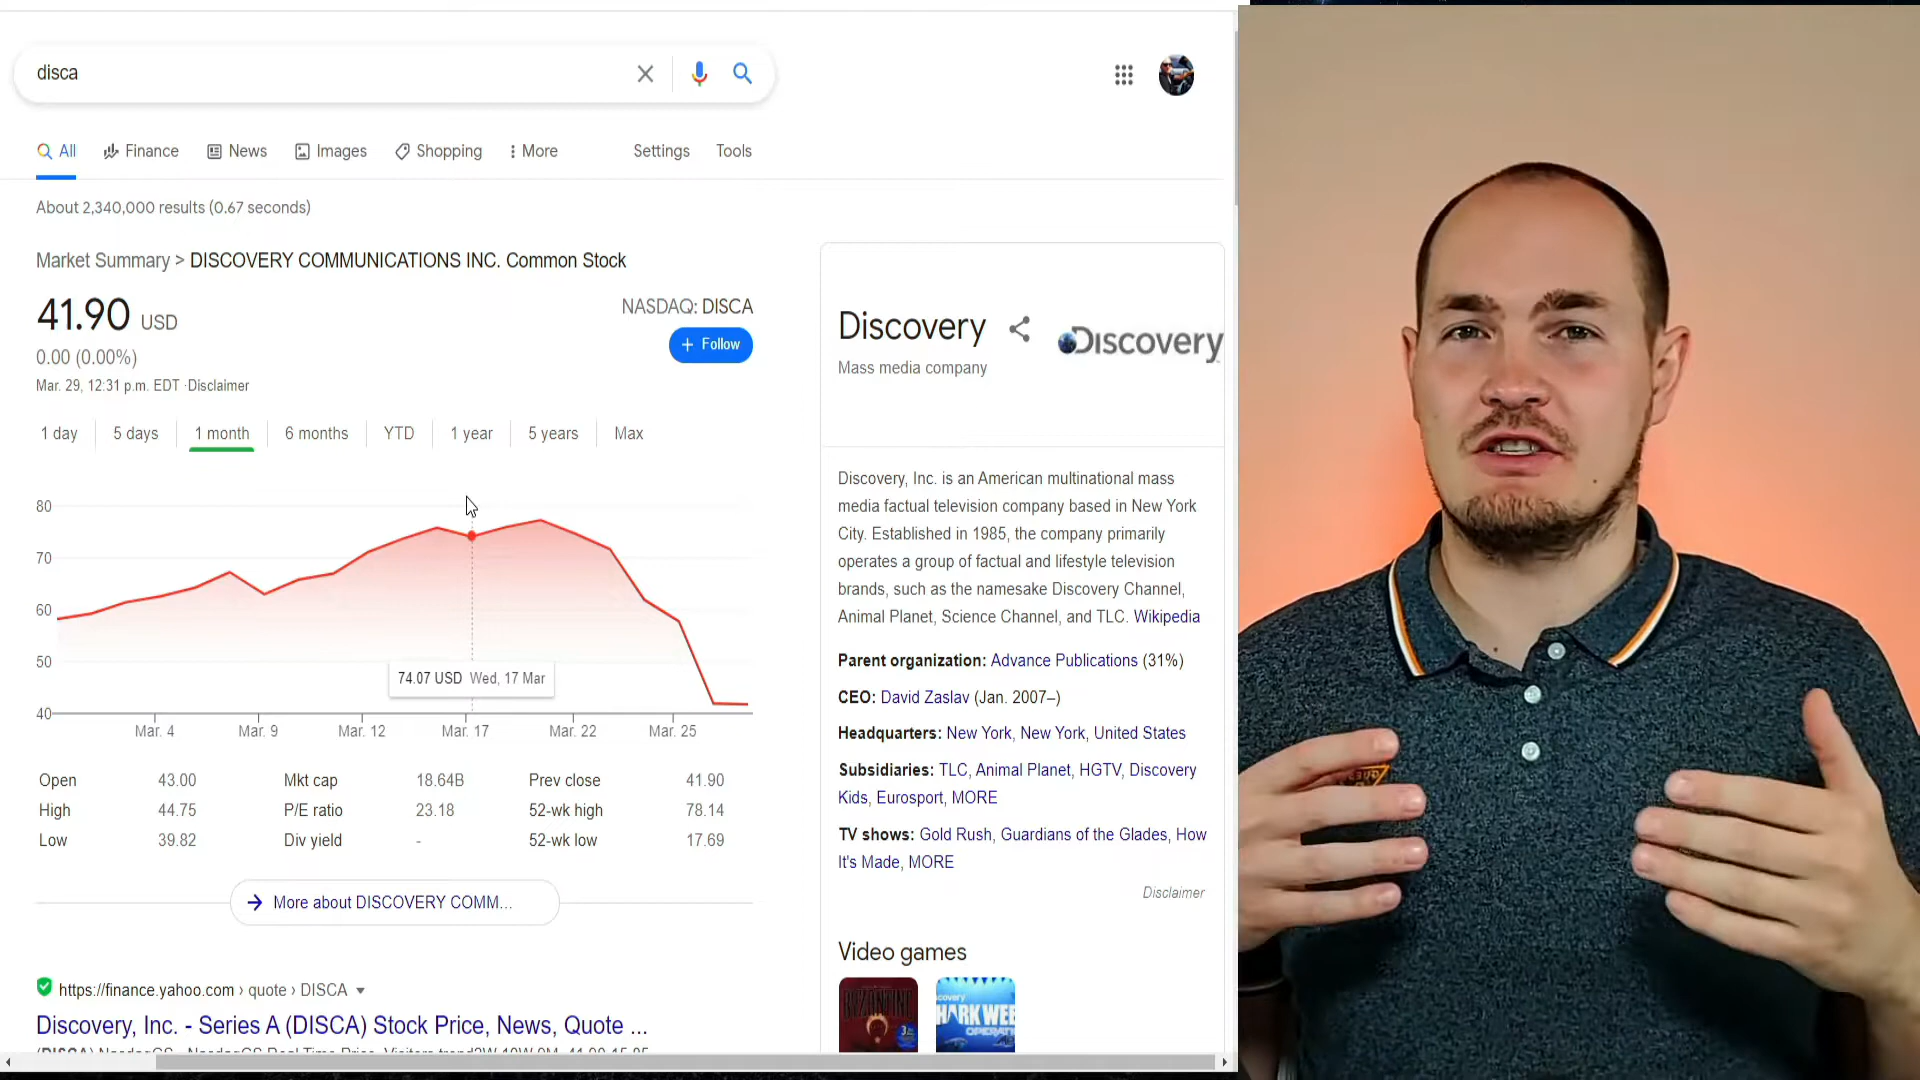 disca
All
Finance
News
Images
Shopping
More
Settings
Tools
About 2,340,000 results (0.67 seconds)
Market Summary > DISCOVERY COMMUNICATIONS INC. Common Stock
41.90 USD
NASDAQ: DISCA
0.00 (0.00%)
+ Follow
Mar. 29, 12:31 p.m. EDT ·Disclaimer
1 day
5 days
1 month
6 months
YTD
1 year
5 years
Max
80
70
60
50
40
74.07 USD Wed, 17 Mar
Mar. 4
Mar. 9
Mar. 12
Mar. 17
Mar. 22
Mar. 25
Open 43.00 Mkt cap 18.64B Prev close 41.90
High 44.75 P/E ratio 23.18 52-wk high 78.14
Low 39.82 Div yield - 52-wk low 17.69
More about DISCOVERY COMM...
https://finance.yahoo.com › quote › DISCA
Discovery, Inc. - Series A (DISCA) Stock Price, News, Quote ...
Discovery
Discovery
Mass media company
Discovery, Inc. is an American multinational mass
media factual television company based in New York
City. Established in 1985, the company primarily
operates a group of factual and lifestyle television
brands, such as the namesake Discovery Channel,
Animal Planet, Science Channel, and TLC. Wikipedia
Parent organization: Advance Publications (31%)
CEO: David Zaslav (Jan. 2007–)
Headquarters: New York, New York, United States
Subsidiaries: TLC, Animal Planet, HGTV, Discovery
Kids, Eurosport, MORE
TV shows: Gold Rush, Guardians of the Glades, How
It's Made, MORE
Disclaimer
Video games